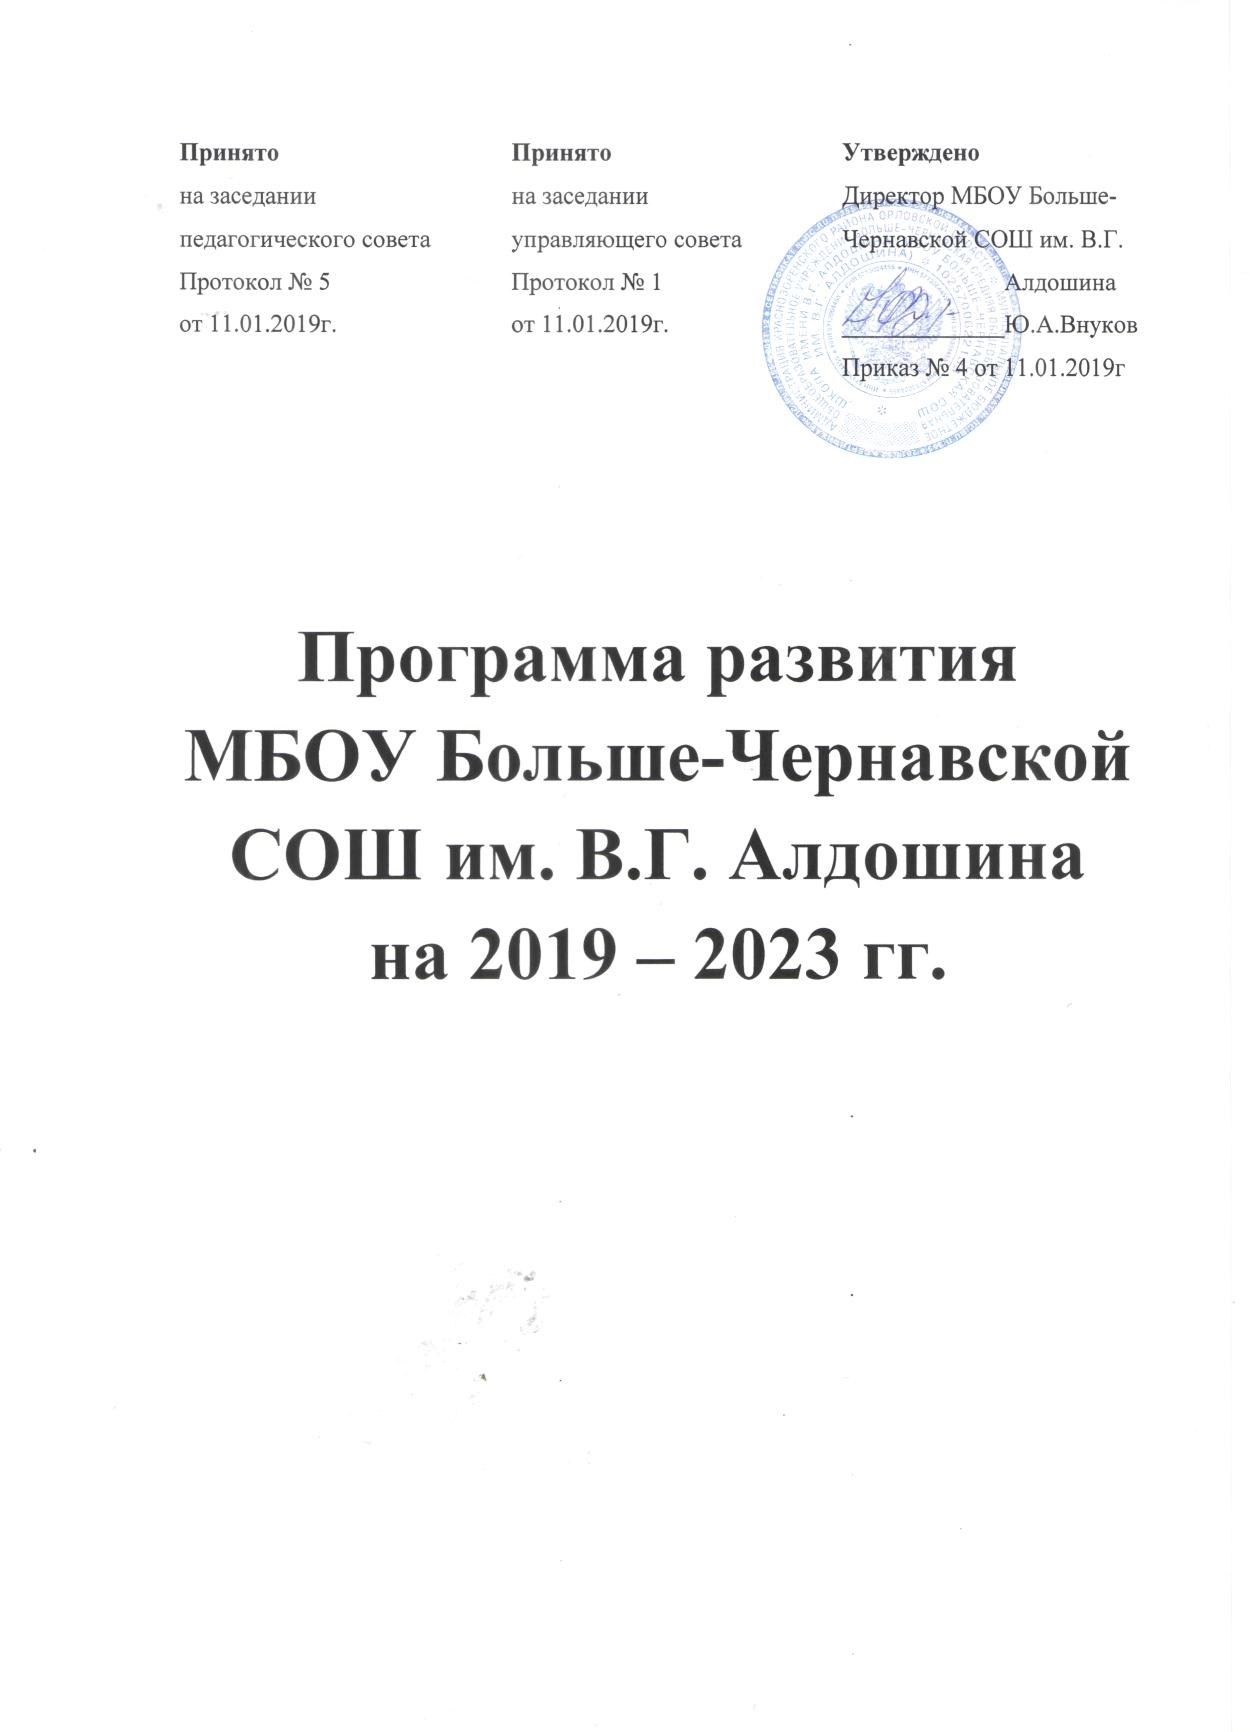 Принято
на заседании
педагогического совета
Протокол № 5
от 11.01.2019г.
Принято
на заседании
управляющего совета
Протокол № 1
от 11.01.2019г.
Утверждено
Директор МБОУ Больше-
Чернавской СОШ им. В.Г.
Алдошина
Ю.А.Внуков
Приказ № 4 от 11.01.2019г
Программа развития
МБОУ Больше-Чернавской
СОШ им. В.Г. Алдошина
на 2019 – 2023 гг.